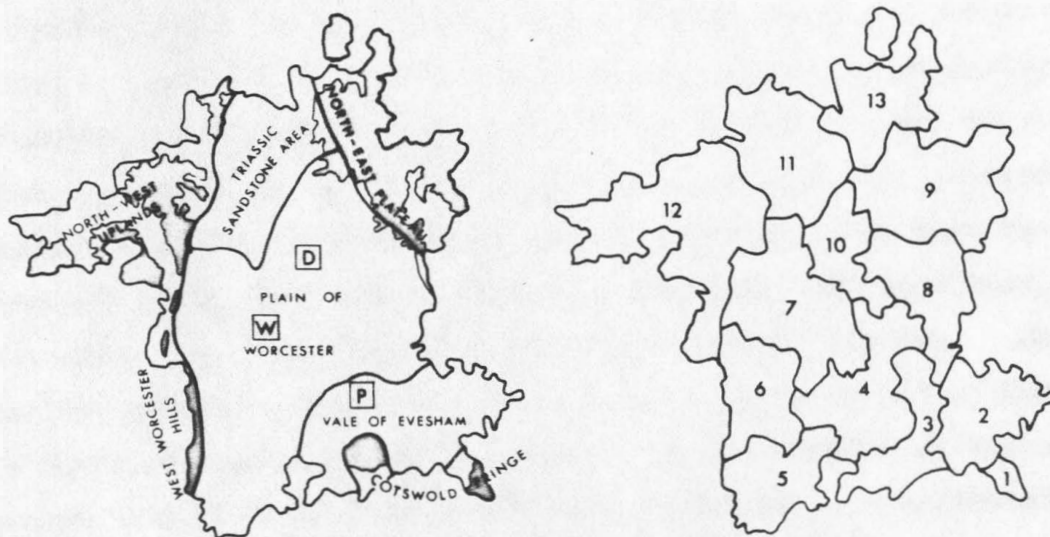 NORTH-EAST PLATEAU
TRIASSIC
SANDSTONE AREA
NORTH-WEST
UPLANDS
D
PLAIN OF
W
WORCESTER
WEST WORCESTER
HILLS
P
VALE OF EVESHAM
COTSWOLD FRINGE
13
11
9
12
10
8
7
6
4
3
2
5
1